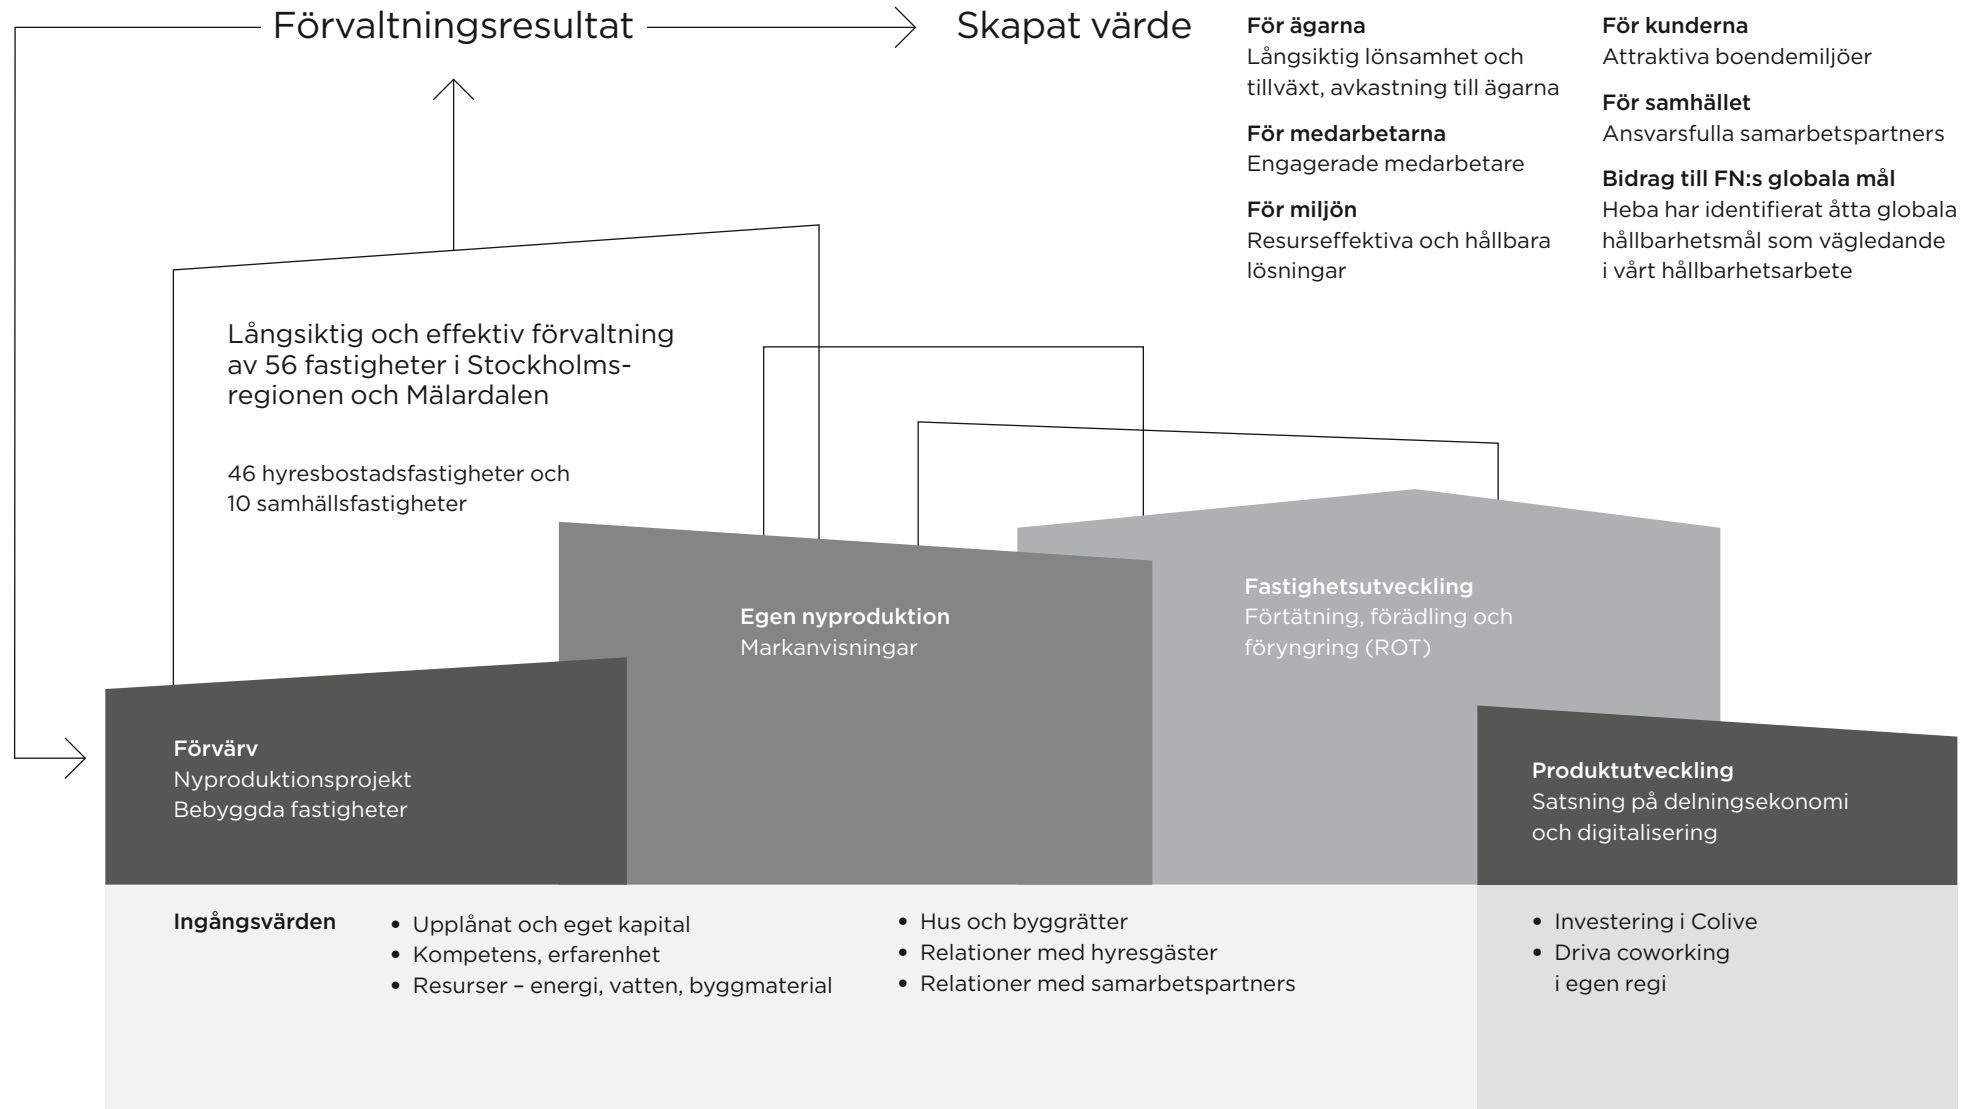 Förvaltningsresultat
Skapat värde
För ägarna
Långsiktig lönsamhet och
tillväxt, avkastning till ägarna
För medarbetarna
Engagerade medarbetare
För miljön
Resurseffektiva och hållbara
lösningar
För kunderna
Attraktiva boendemiljöer
För samhället
Ansvarsfulla samarbetspartners
Bidrag till FN:s globala mål
Heba har identifierat åtta globala
hållbarhetsmål som vägledande
i vårt hållbarhetsarbete
Långsiktig och effektiv förvaltning
av 56 fastigheter i Stockholms-
regionen och Mälardalen
46 hyresbostadsfastigheter och
10 samhällsfastigheter
Förvärv
Nyproduktionsprojekt
Bebyggda fastigheter
Egen nyproduktion
Markanvisningar
Fastighetsutveckling
Förtätning, förädling och
föryngring (ROT)
Produktutveckling
Satsning på delningsekonomi
och digitalisering
Ingångsvärden
• Upplånat och eget kapital
• Kompetens, erfarenhet
• Resurser – energi, vatten, byggmaterial
• Hus och byggrätter
• Relationer med hyresgäster
• Relationer med samarbetspartners
• Investering i Colive
• Driva coworking
i egen regi